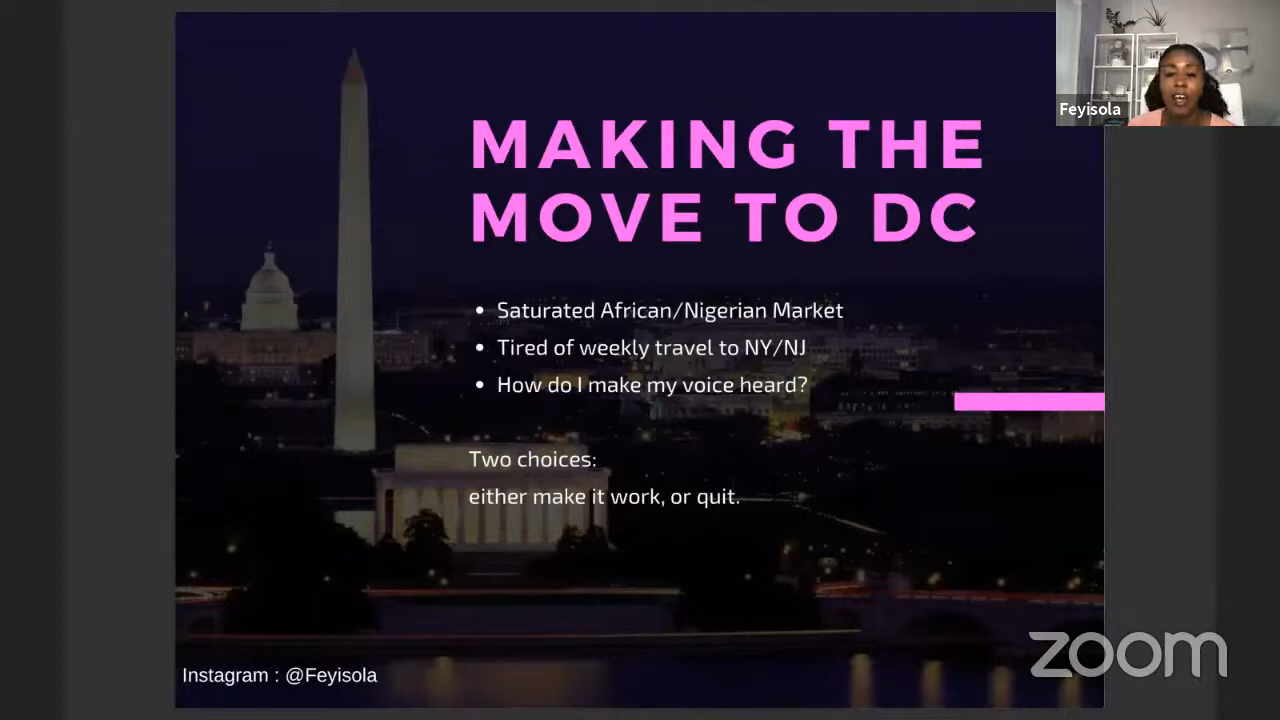 MAKING THE
MOVE TO DC
Feyisola
• Saturated African/Nigerian Market
• Tired of weekly travel to NY/NJ
• How do I make my voice heard?
Two choices:
either make it work, or quit.
Instagram : @Feyisola
zoom